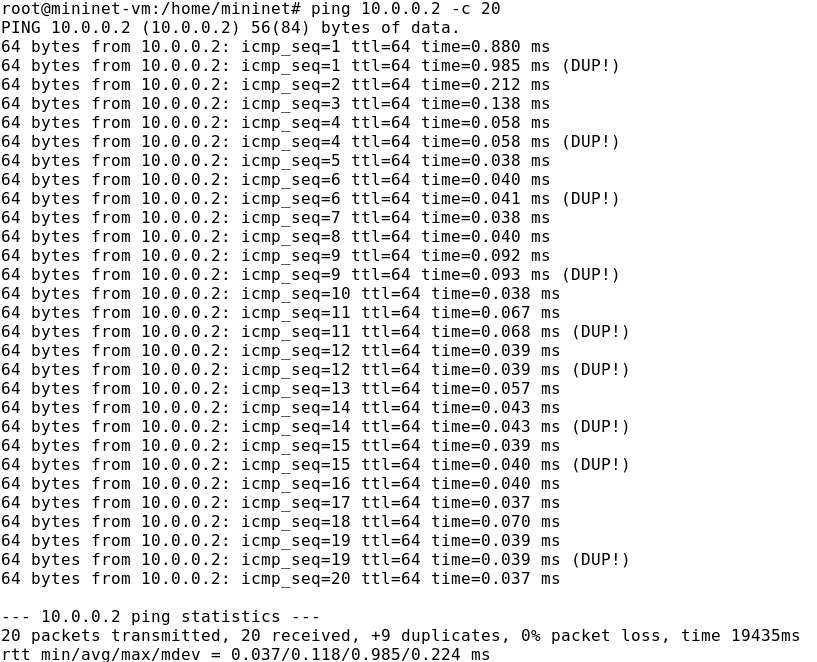 root@mininet-vm:/home/mininet# ping 10.0.0.2 -c 20
PING 10.0.0.2 (10.0.0.2) 56(84) bytes of data.
64 bytes from 10.0.0.2: icmp_seq=1 ttl=64 time=0.880 ms
64 bytes from 10.0.0.2: icmp_seq=1 ttl=64 time=0.985 ms (DUP!)
64 bytes from 10.0.0.2: icmp_seq=2 ttl=64 time=0.212 ms
64 bytes from 10.0.0.2: icmp_seq=3 ttl=64 time=0.138 ms
64 bytes from 10.0.0.2: icmp_seq=4 ttl=64 time=0.058 ms
64 bytes from 10.0.0.2: icmp_seq=4 ttl=64 time=0.058 ms (DUP!)
64 bytes from 10.0.0.2: icmp_seq=5 ttl=64 time=0.038 ms
64 bytes from 10.0.0.2: icmp_seq=6 ttl=64 time=0.040 ms
64 bytes from 10.0.0.2: icmp_seq=6 ttl=64 time=0.041 ms (DUP!)
64 bytes from 10.0.0.2: icmp_seq=7 ttl=64 time=0.038 ms
64 bytes from 10.0.0.2: icmp_seq=8 ttl=64 time=0.040 ms
64 bytes from 10.0.0.2: icmp_seq=9 ttl=64 time=0.092 ms
64 bytes from 10.0.0.2: icmp_seq=9 ttl=64 time=0.093 ms (DUP!)
64 bytes from 10.0.0.2: icmp_seq=10 ttl=64 time=0.038 ms
64 bytes from 10.0.0.2: icmp_seq=11 ttl=64 time=0.067 ms
64 bytes from 10.0.0.2: icmp_seq=11 ttl=64 time=0.068 ms (DUP!)
64 bytes from 10.0.0.2: icmp_seq=12 ttl=64 time=0.039 ms
64 bytes from 10.0.0.2: icmp_seq=12 ttl=64 time=0.039 ms (DUP!)
64 bytes from 10.0.0.2: icmp_seq=13 ttl=64 time=0.057 ms
64 bytes from 10.0.0.2: icmp_seq=14 ttl=64 time=0.043 ms
64 bytes from 10.0.0.2: icmp_seq=14 ttl=64 time=0.043 ms (DUP!)
64 bytes from 10.0.0.2: icmp_seq=15 ttl=64 time=0.039 ms
64 bytes from 10.0.0.2: icmp_seq=15 ttl=64 time=0.040 ms (DUP!)
64 bytes from 10.0.0.2: icmp_seq=16 ttl=64 time=0.040 ms
64 bytes from 10.0.0.2: icmp_seq=17 ttl=64 time=0.037 ms
64 bytes from 10.0.0.2: icmp_seq=18 ttl=64 time=0.070 ms
64 bytes from 10.0.0.2: icmp_seq=19 ttl=64 time=0.039 ms
64 bytes from 10.0.0.2: icmp_seq=19 ttl=64 time=0.039 ms (DUP!)
64 bytes from 10.0.0.2: icmp_seq=20 ttl=64 time=0.037 ms

--- 10.0.0.2 ping statistics ---
20 packets transmitted, 20 received, +9 duplicates, 0% packet loss, time 19435ms
rtt min/avg/max/mdev = 0.037/0.118/0.985/0.224 ms